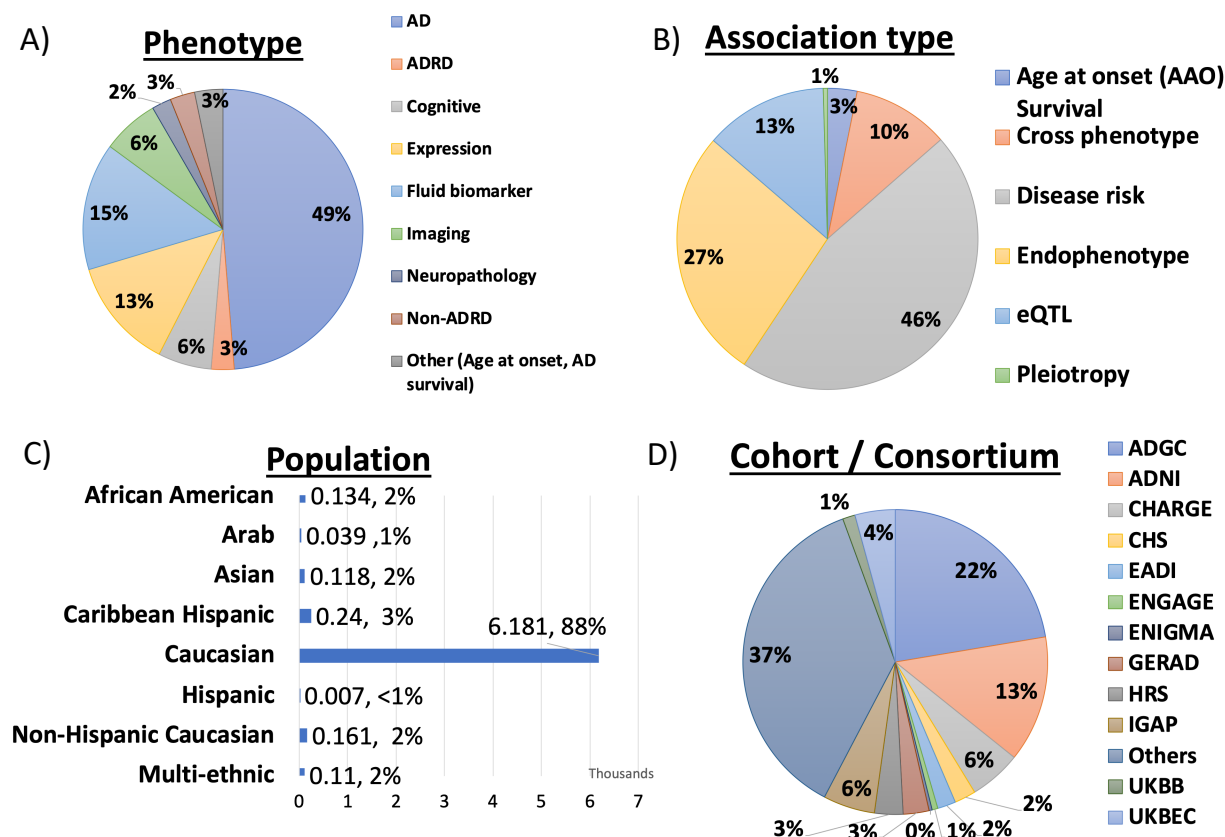 A)
Phenotype
AD
ADRD
Cognitive
Expression
Fluid biomarker
Imaging
Neuropathology
Non-ADRD
Other (Age at onset, AD
survival)
49%
3%
6%
13%
15%
6%
2%
3%
3%
B)
Association type
Age at onset (AAO)
Survival
Cross phenotype
Disease risk
Endophenotype
eQTL
Pleiotropy
1%
3%
10%
46%
27%
13%
C)
Population
African American 0.134, 2%
Arab 0.039 ,1%
Asian 0.118, 2%
Caribbean Hispanic 0.24, 3%
Caucasian 6.181, 88%
Hispanic 0.007, <1%
Non-Hispanic Caucasian 0.161, 2%
Multi-ethnic 0.11, 2%
Thousands
0 1 2 3 4 5 6 7
D)
Cohort / Consortium
ADGC
ADNI
CHARGE
CHS
EADI
ENGAGE
ENIGMA
GERAD
HRS
IGAP
Others
UKBB
UKBEC
22%
13%
6%
2%
2%
1%
0%
3%
3%
6%
37%
1%
4%